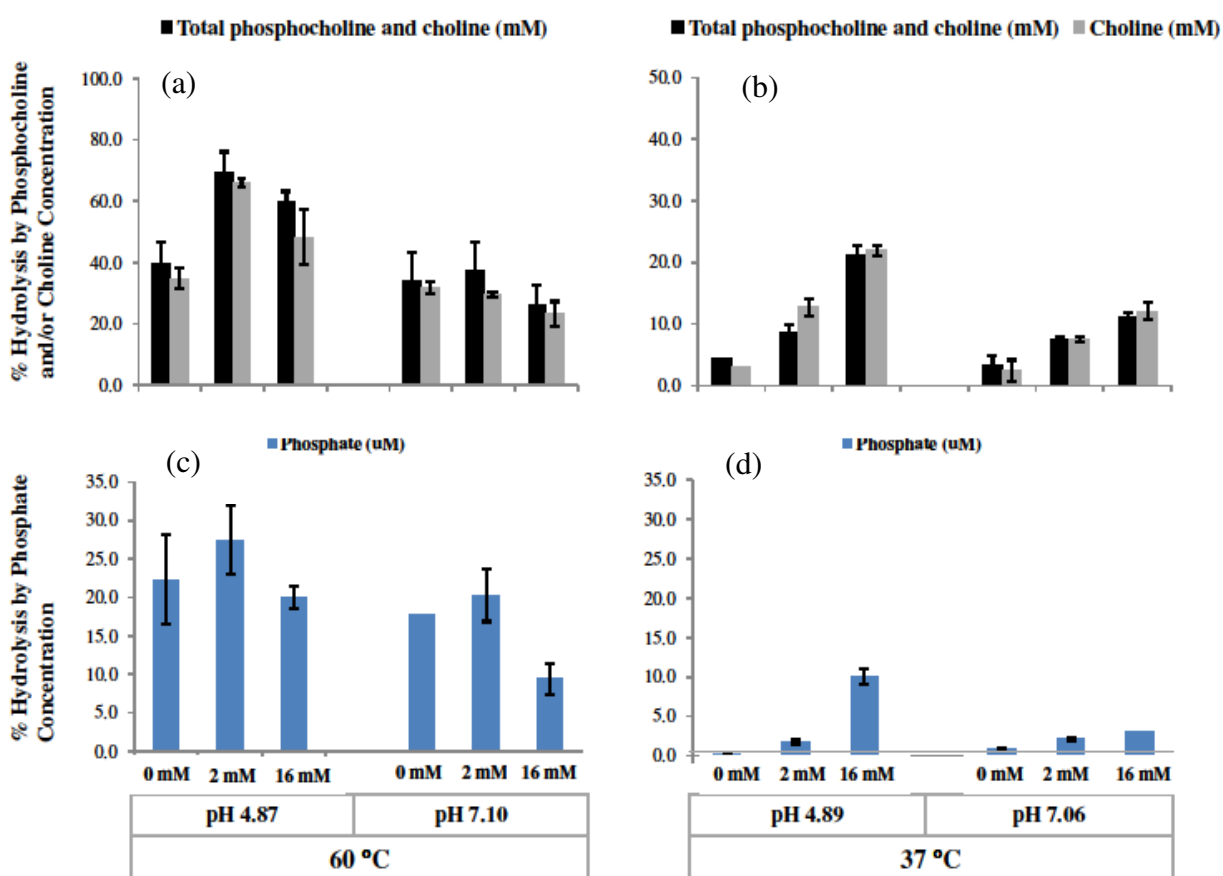 Total phosphocholine and choline (mM)
Total phosphocholine and choline (mM) Choline (mM)
% Hydrolysis by Phosphocholine
and/or Choline Concentration
(a)
100.0
80.0
60.0
40.0
20.0
0.0
(b)
50.0
40.0
30.0
20.0
10.0
0.0
% Hydrolysis by Phosphate
Concentration
Phosphate (uM)
(c)
35.0
30.0
25.0
20.0
15.0
10.0
5.0
0.0
0 mM 2 mM 16 mM 0 mM 2 mM 16 mM
pH 4.87 pH 7.10
60 °C
Phosphate (uM)
(d)
35.0
30.0
25.0
20.0
15.0
10.0
5.0
0.0
0 mM 2 mM 16 mM 0 mM 2 mM 16 mM
pH 4.89 pH 7.06
37 °C